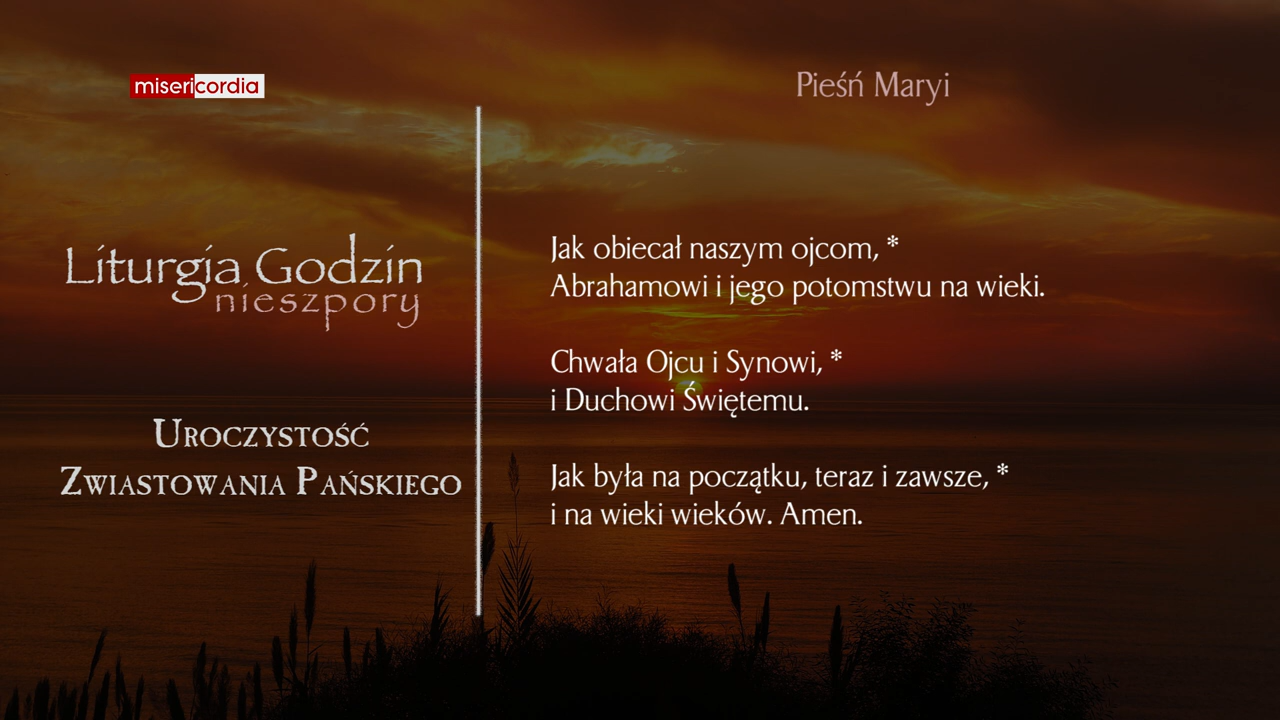 misericordia
Pieśń Maryi
Liturgia Godzin
nieszpory
Uroczystość
Zwiastowania Pańskiego
Jak obiecał naszym ojcom, *
Abrahamowi i jego potomstwu na wieki.
Chwała Ojcu i Synowi, *
i Duchowi Świętemu.
Jak była na początku, teraz i zawsze, *
i na wieki wieków. Amen.